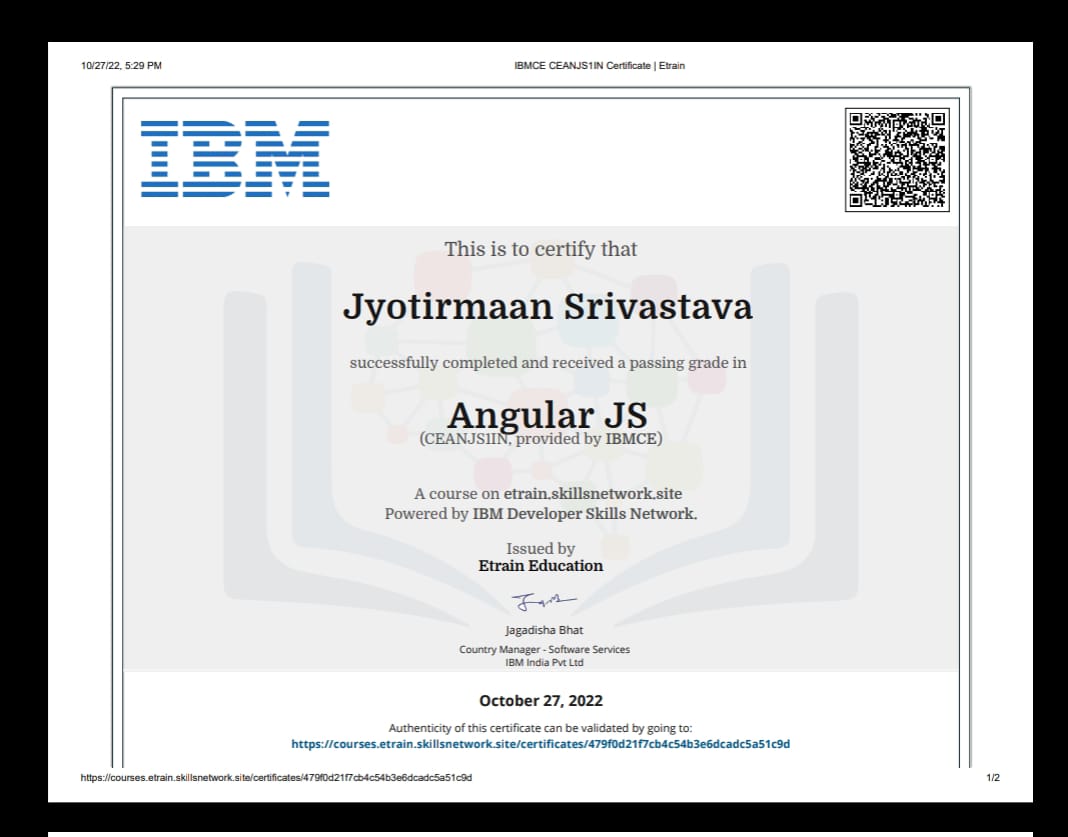 10/27/22, 5:29 PM
IBMCE CEANJS1IN Certificate | Etrain
IBM
This is to certify that
Jyotirmaan Srivastava
successfully completed and received a passing grade in
Angular JS
(CEANJS1IN, provided by IBMCE)
A course on etrain.skillsnetwork.site
Powered by IBM Developer Skills Network.
Issued by
Etrain Education
Jagadisha Bhat
Country Manager - Software Services
IBM India Pvt Ltd
October 27, 2022
Authenticity of this certificate can be validated by going to:
https://courses.etrain.skillsnetwork.site/certificates/479f0d21f7cb4c54b3e6dcadc5a51c9d
https://courses.etrain.skillsnetwork.site/certificates/479f0d21f7cb4c54b3e6dcadc5a51c9d
1/2